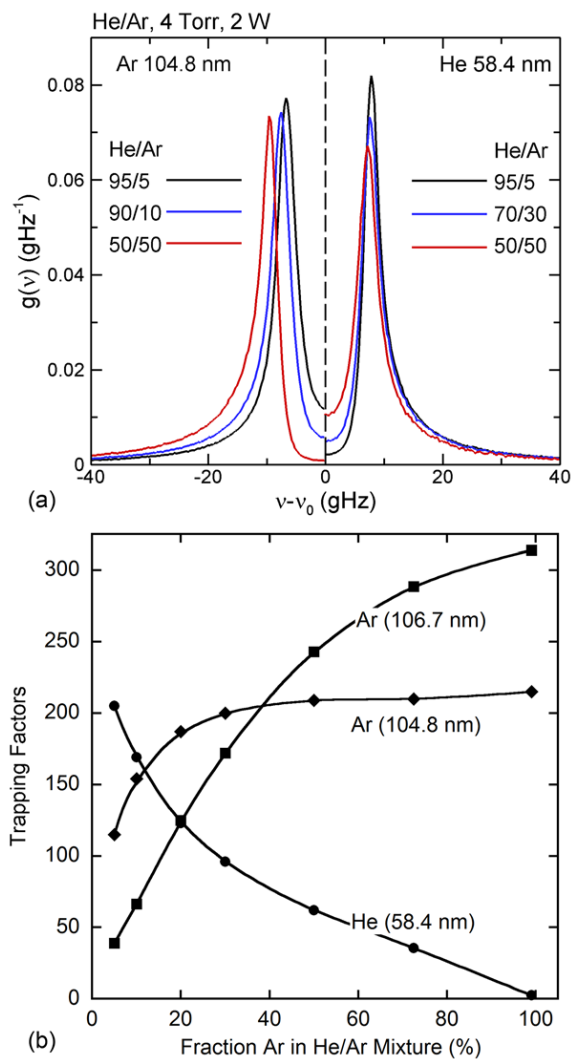 He/Ar, 4 Torr, 2 W
Ar 104.8 nm
He 58.4 nm
0.08
0.06
0.04
0.02
0
g(ν) (gHz⁻¹)
He/Ar
95/5
90/10
50/50
He/Ar
95/5
70/30
50/50
-40 -20 0 20 40
ν-ν₀ (gHz)
(a)
300
250
200
150
100
50
0
Trapping Factors
Ar (106.7 nm)
Ar (104.8 nm)
He (58.4 nm)
0 20 40 60 80 100
Fraction Ar in He/Ar Mixture (%)
(b)